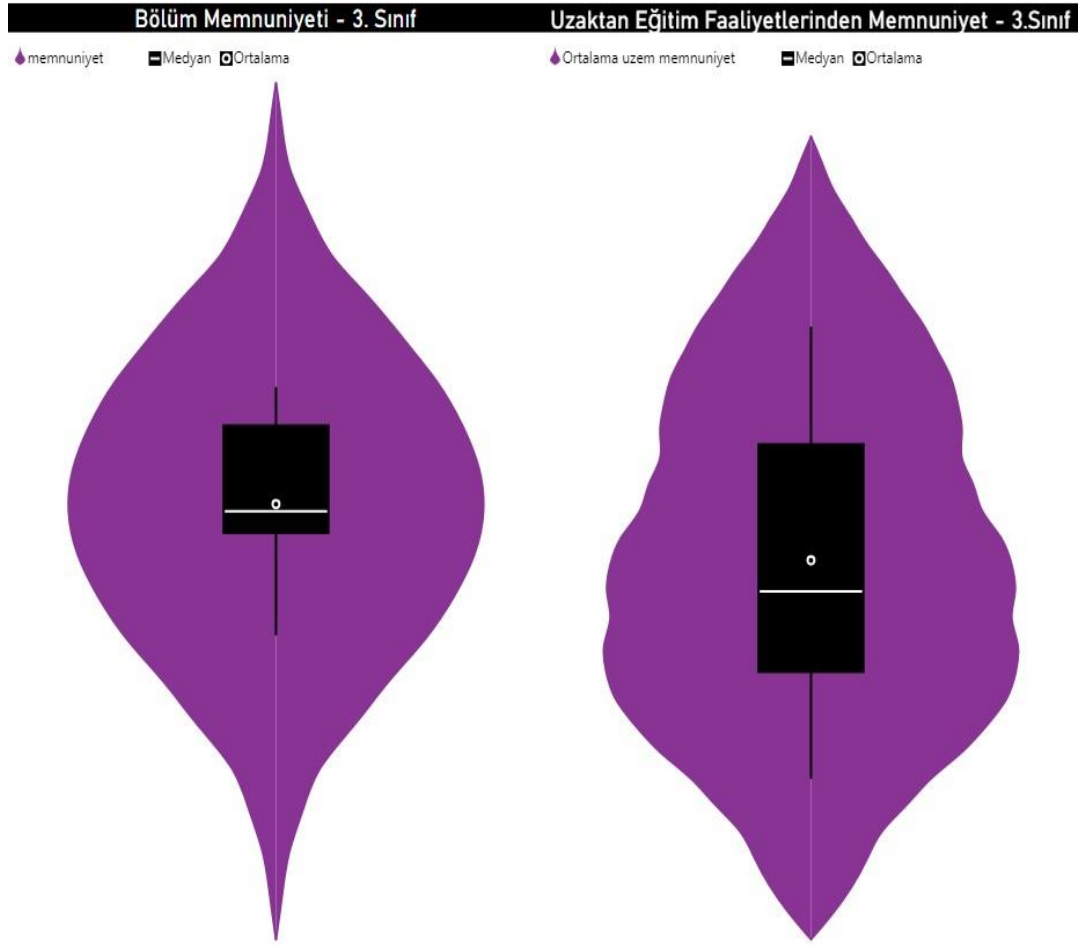 Bölüm Memnuniyeti - 3. Sınıf
memnuniyet Medyan Ortalama
Uzaktan Eğitim Faaliyetlerinden Memnuniyet - 3.Sınıf
Ortalama uzem memnuniyet Medyan Ortalama